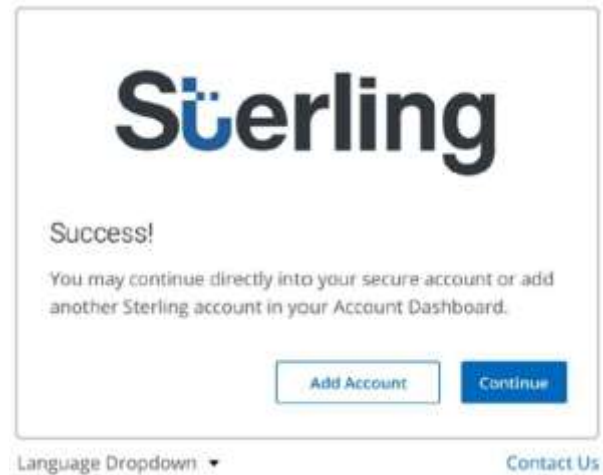 Sterling
Success!
You may continue directly into your secure account or add
another Sterling account in your Account Dashboard.
Add Account
Continue
Language Dropdown
Contact Us